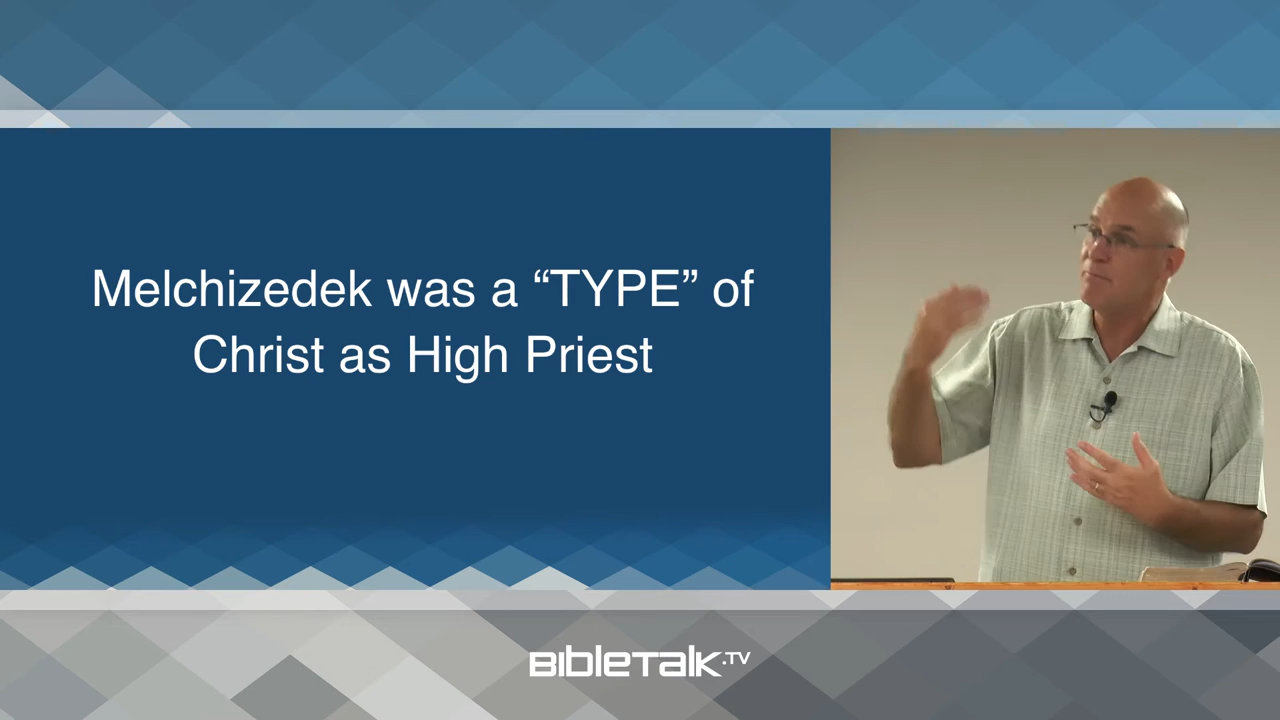 Melchizedek was a “TYPE” of
Christ as High Priest
BIBLETALK.TV